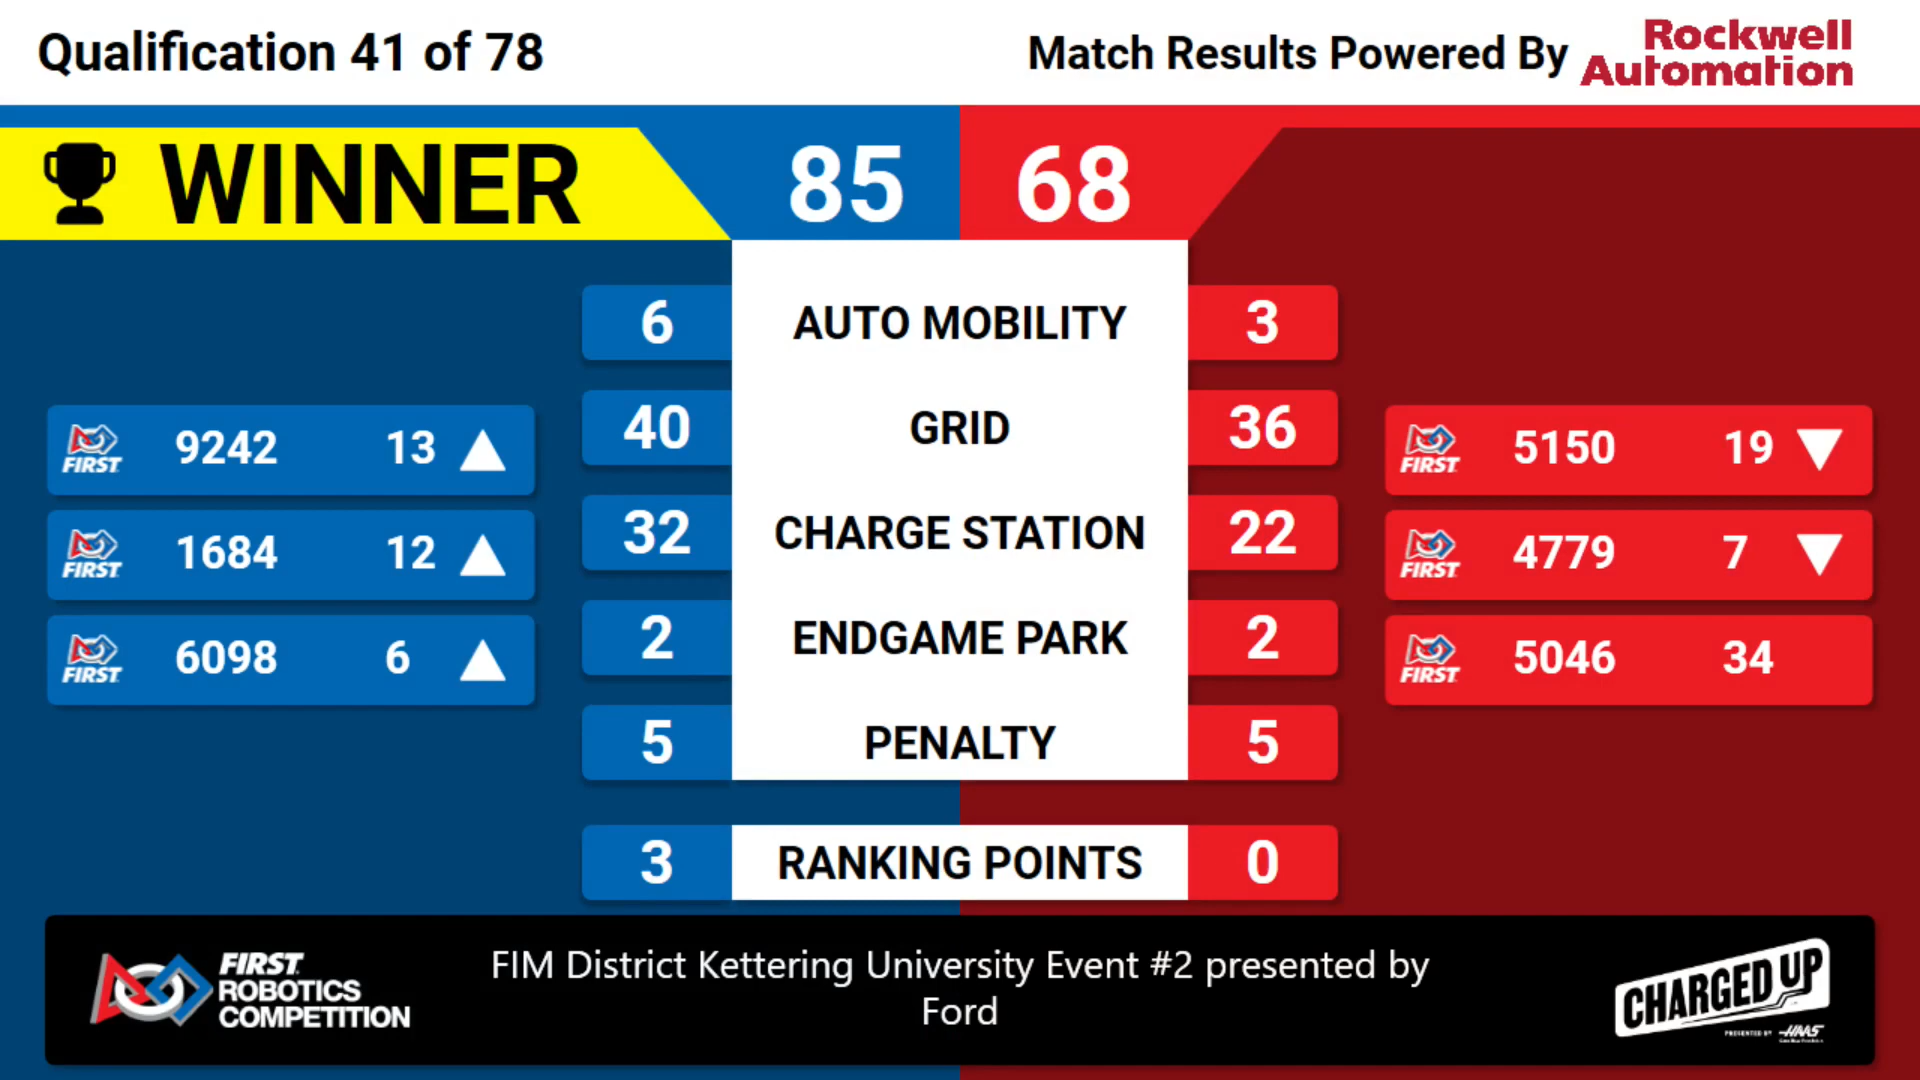 Qualification 41 of 78
Match Results Powered By
Rockwell
Automation
WINNER
85
68
6
AUTO MOBILITY
3
40
GRID
36
32
CHARGE STATION
22
2
ENDGAME PARK
2
5
PENALTY
5
3
RANKING POINTS
0
FIRST
9242
13
FIRST
1684
12
FIRST
6098
6
FIRST
5150
19
FIRST
4779
7
FIRST
5046
34
FIRST
ROBOTICS
COMPETITION
FIM District Kettering University Event #2 presented by
Ford
CHARGED UP
PRESENTED BY HAAS